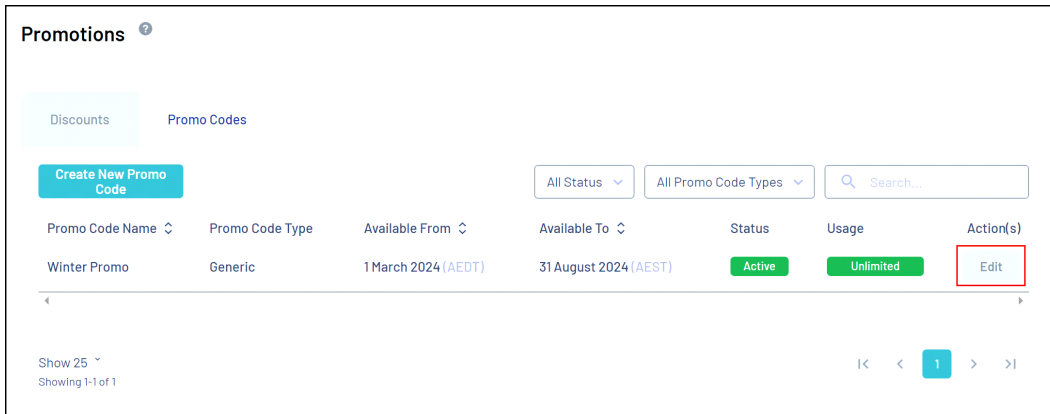 Promotions ?
Discounts Promo Codes
Create New Promo
Code
All Status All Promo Code Types Search...
Promo Code Name Promo Code Type Available From Available To Status Usage Action(s)
Winter Promo Generic 1 March 2024 (AEDT) 31 August 2024 (AEST) Active Unlimited Edit
Show 25
Showing 1-1 of 1
1